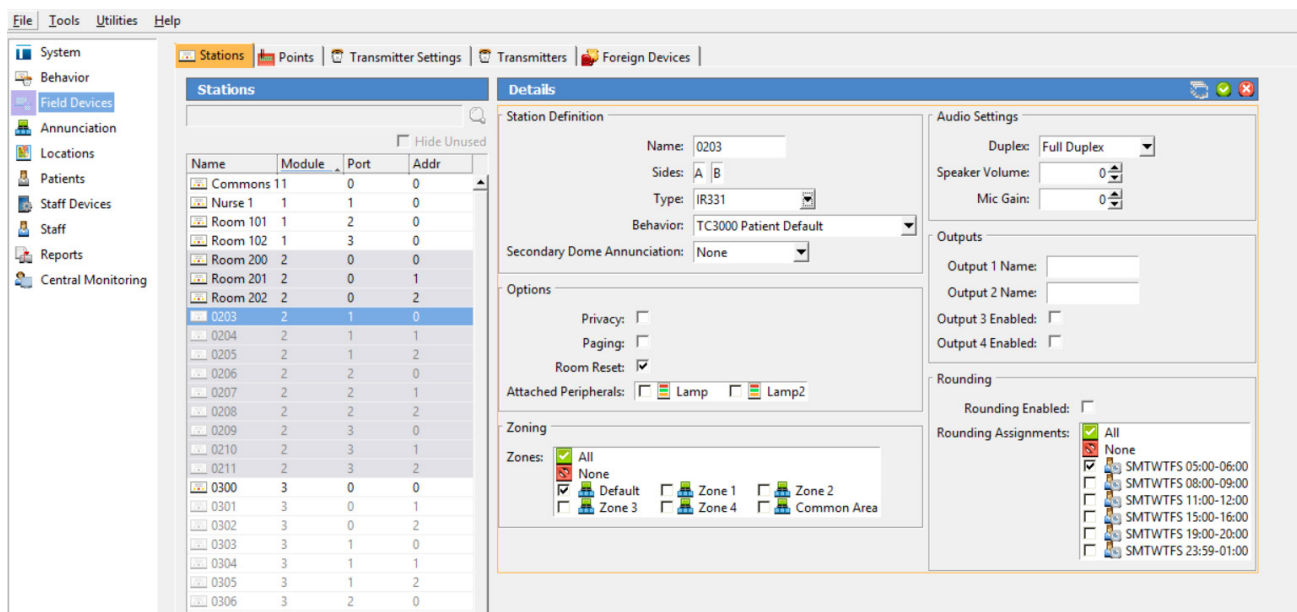 File Tools Utilities Help
System
Behavior
Field Devices
Annunciation
Locations
Patients
Staff Devices
Staff
Reports
Central Monitoring
Stations Points Transmitter Settings Transmitters Foreign Devices
Stations
Hide Unused
Name Module Port Addr
Commons 1 1 0 0
Nurse 1 1 1 0
Room 101 1 2 0
Room 102 1 3 0
Room 200 2 0 0
Room 201 2 0 1
Room 202 2 0 2
0203 2 1 0
0204 2 1 1
0205 2 1 2
0206 2 2 0
0207 2 2 1
0208 2 2 2
0209 2 3 0
0210 2 3 1
0211 2 3 2
0300 3 0 0
0301 3 0 1
0302 3 0 2
0303 3 1 0
0304 3 1 1
0305 3 1 2
0306 3 2 0
Details
Station Definition
Name: 0203
Sides: A B
Type: IR331
Behavior: TC3000 Patient Default
Secondary Dome Annunciation: None
Options
Privacy:
Paging:
Room Reset:
Attached Peripherals: Lamp Lamp2
Zoning
Zones: All
None
Default Zone 1 Zone 2
Zone 3 Zone 4 Common Area
Audio Settings
Duplex: Full Duplex
Speaker Volume: 0
Mic Gain: 0
Outputs
Output 1 Name:
Output 2 Name:
Output 3 Enabled:
Output 4 Enabled:
Rounding
Rounding Enabled:
Rounding Assignments: All
None
SMTWTFS 05:00-06:00
SMTWTFS 08:00-09:00
SMTWTFS 11:00-12:00
SMTWTFS 15:00-16:00
SMTWTFS 19:00-20:00
SMTWTFS 23:59-01:00